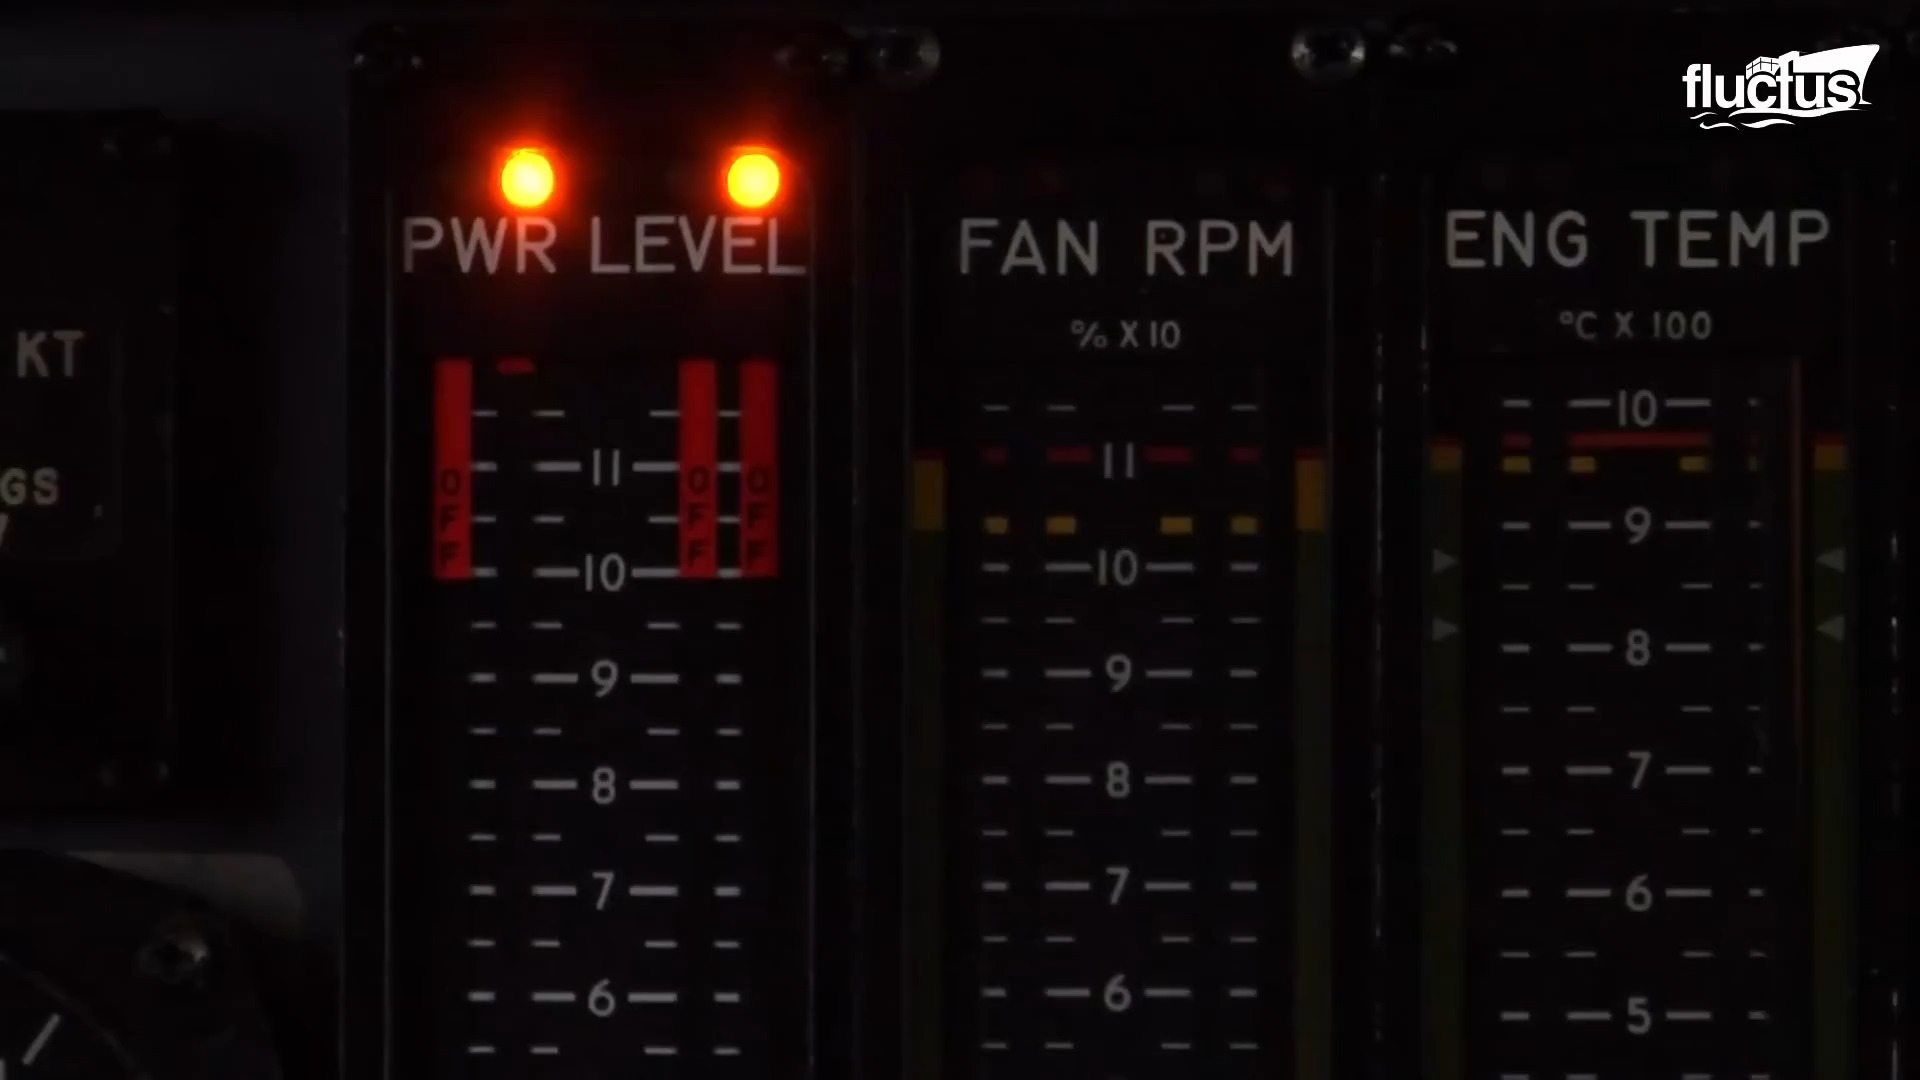 fluctus
PWR LEVEL
FAN RPM
ENG TEMP
% X 10
°C X 100
KT
GS
OFF
OFF
OFF
11
10
9
8
7
6
11
10
9
8
7
6
10
9
8
7
6
5